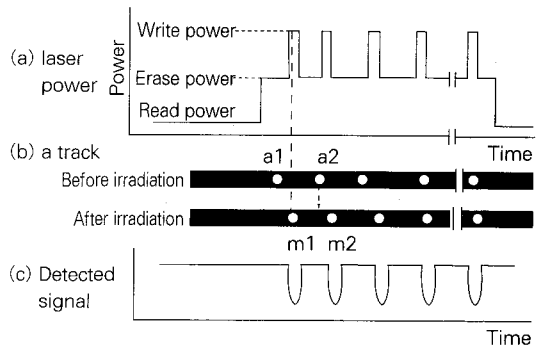 Write power
(a) laser
power
Power
Erase power
Read power
Time
(b) a track
a1 a2
Before irradiation
After irradiation
m1 m2
(c) Detected
signal
Time